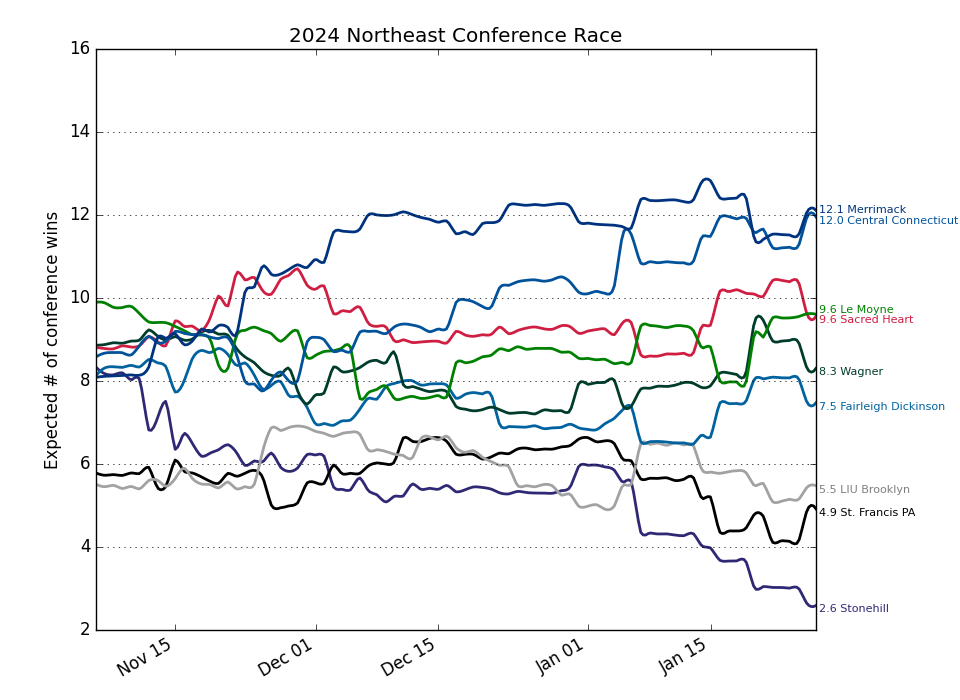 2024 Northeast Conference Race
Expected # of conference wins
16
14
12
10
8
6
4
2
Nov 15
Dec 01
Dec 15
Jan 01
Jan 15
12.1 Merrimack
12.0 Central Connecticut
9.6 Le Moyne
9.6 Sacred Heart
8.3 Wagner
7.5 Fairleigh Dickinson
5.5 LIU Brooklyn
4.9 St. Francis PA
2.6 Stonehill